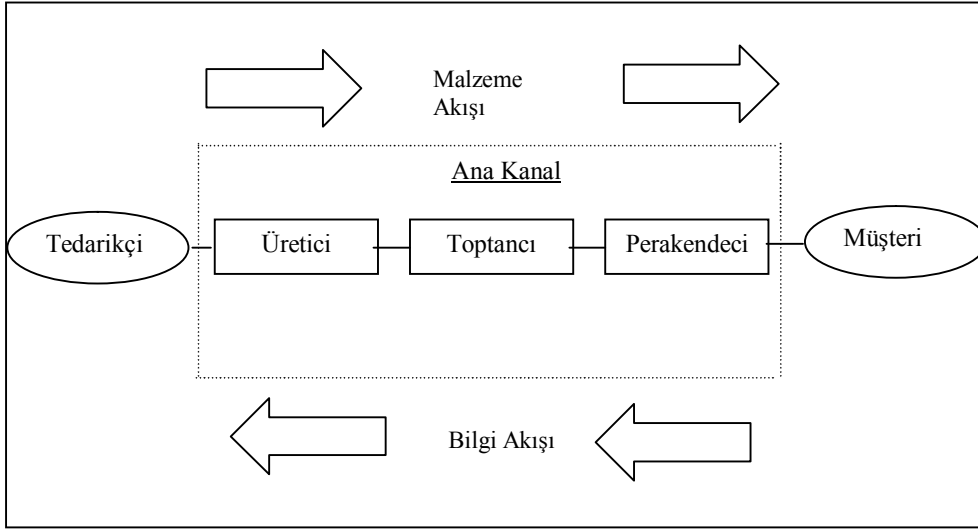 Malzeme
Akışı
Ana Kanal
Tedarikçi
Üretici
Toptancı
Perakendeci
Müşteri
Bilgi Akışı